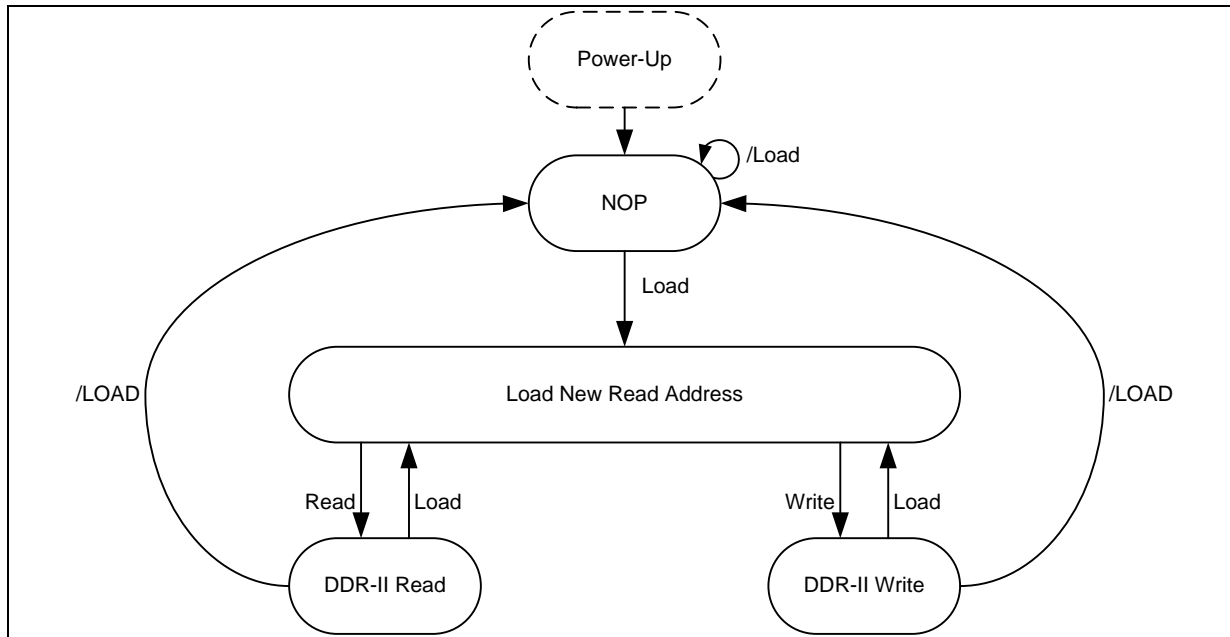 Power-Up
/Load
NOP
Load
/LOAD
Load New Read Address
/LOAD
Read
Load
Write
Load
DDR-II Read
DDR-II Write